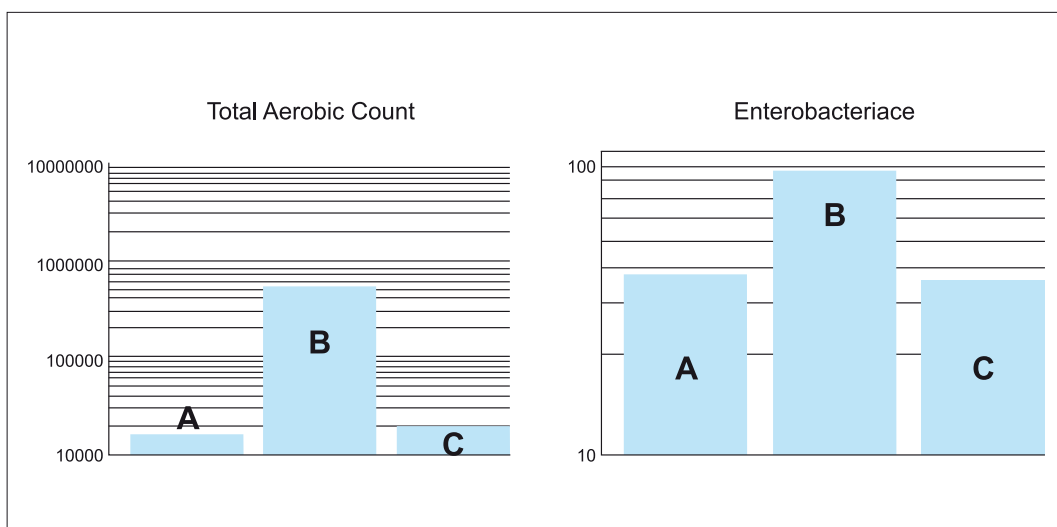 Total Aerobic Count
10000000
1000000
100000
10000
A
B
C
Enterobacteriace
100
10
A
B
C